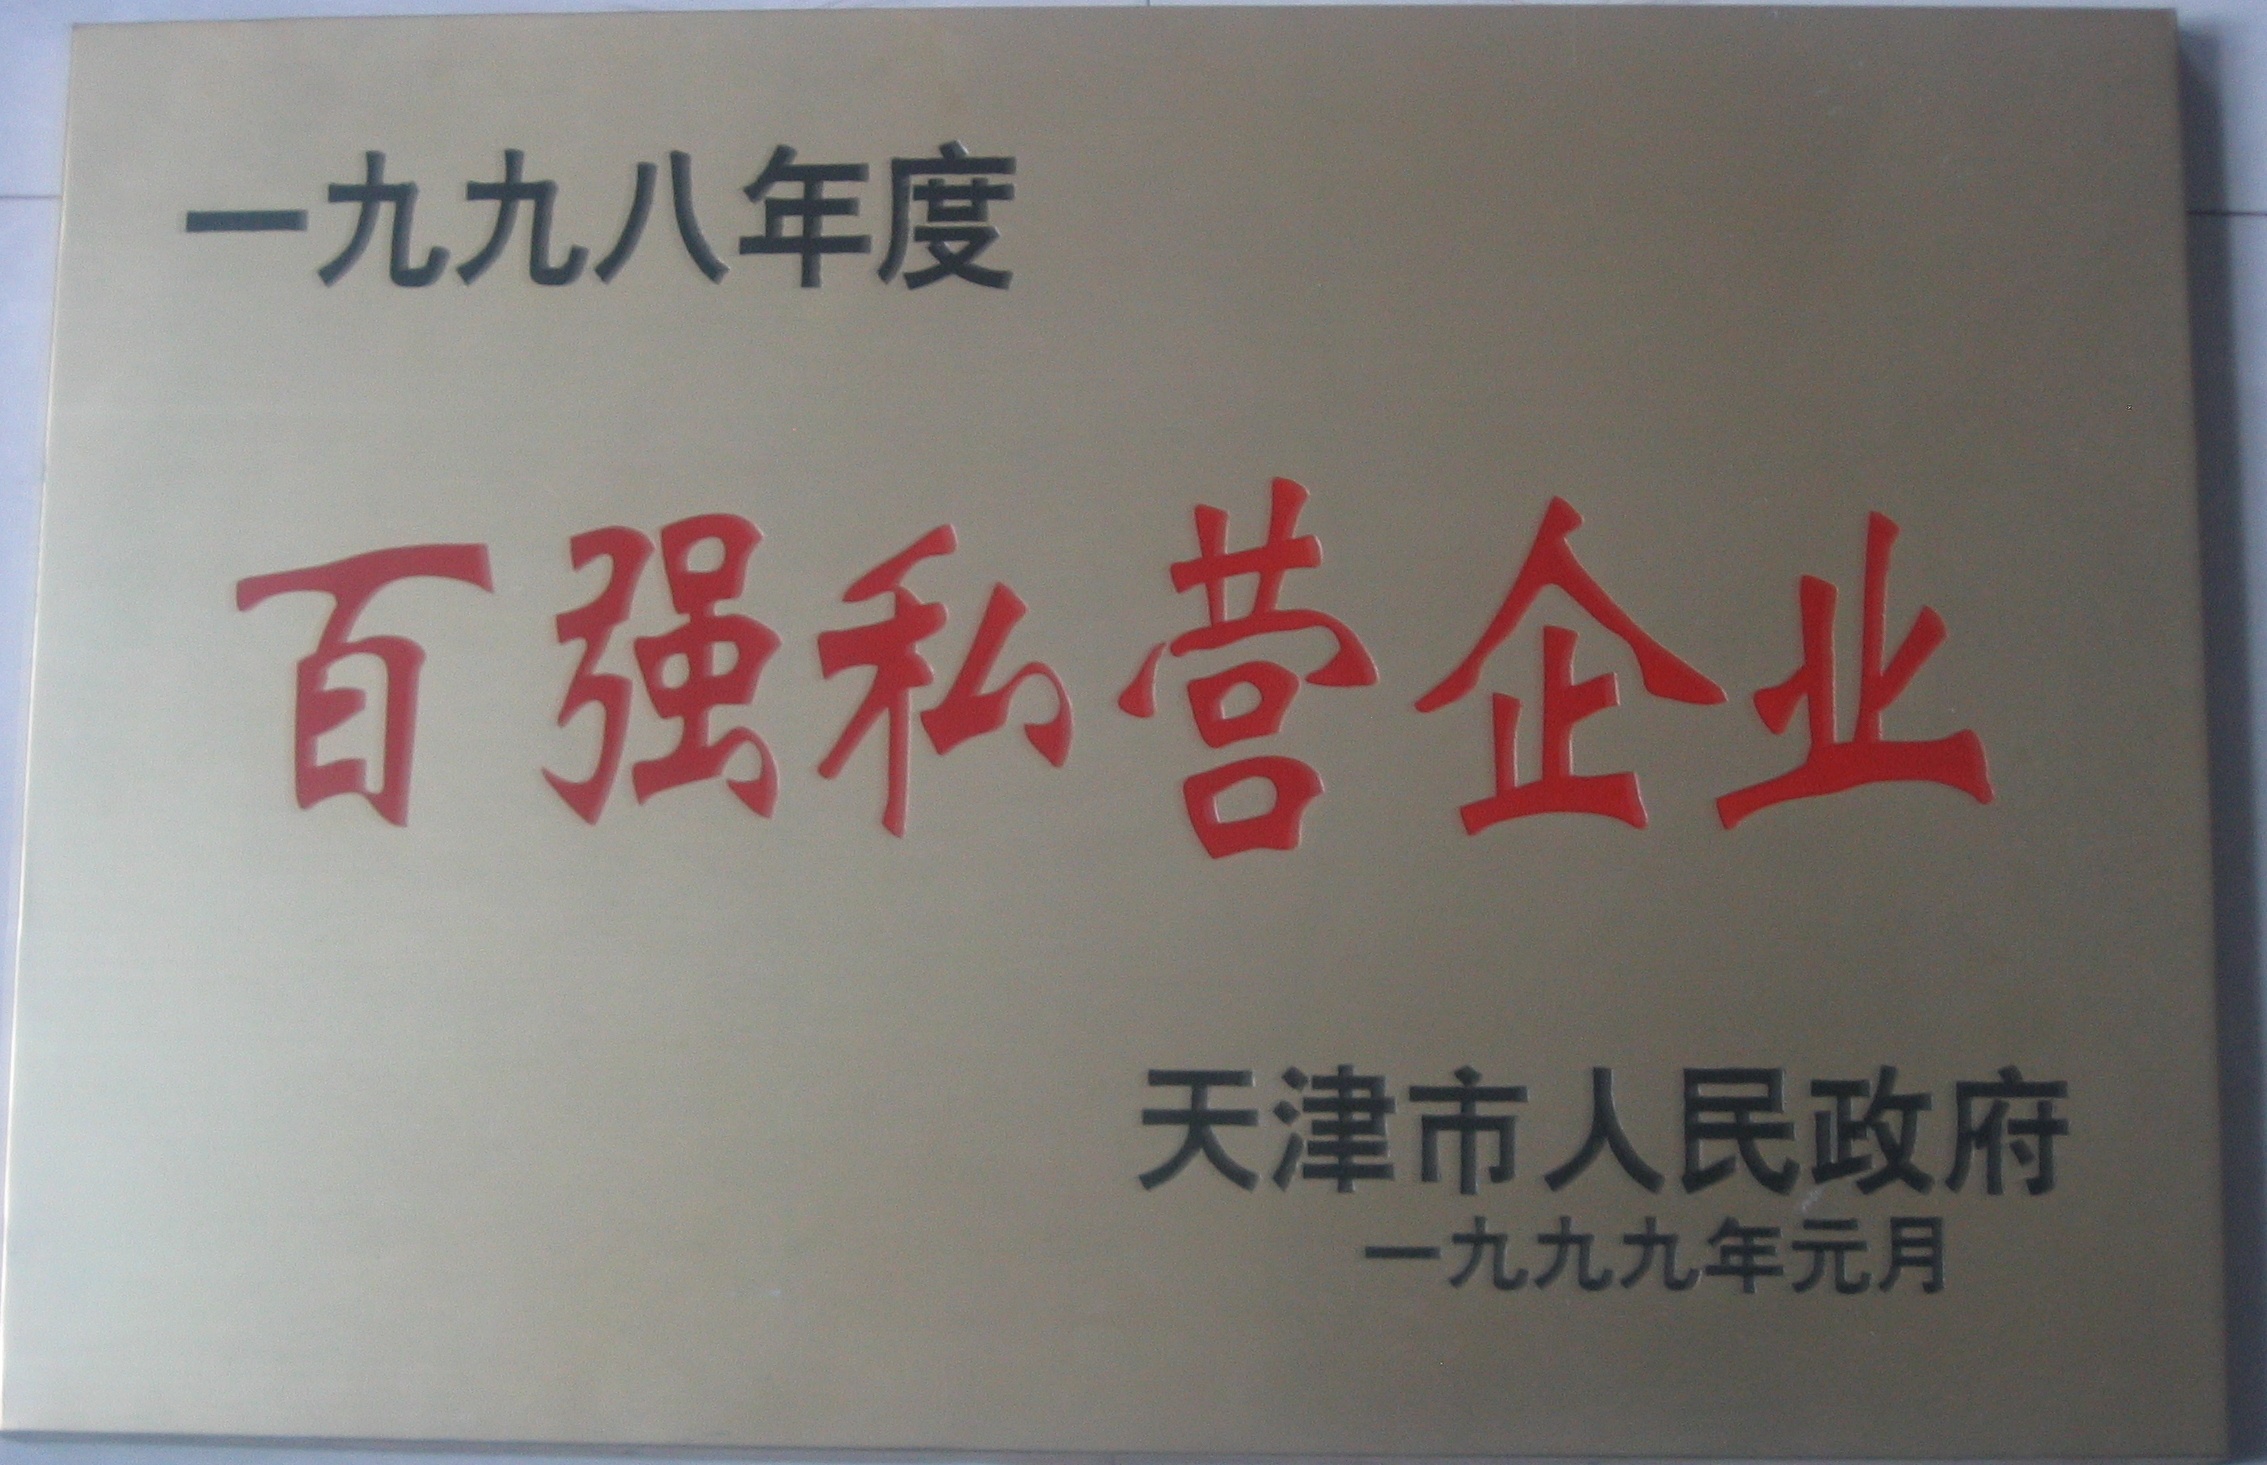 一九九八年度
百强私营企业
天津市人民政府
一九九九年元月